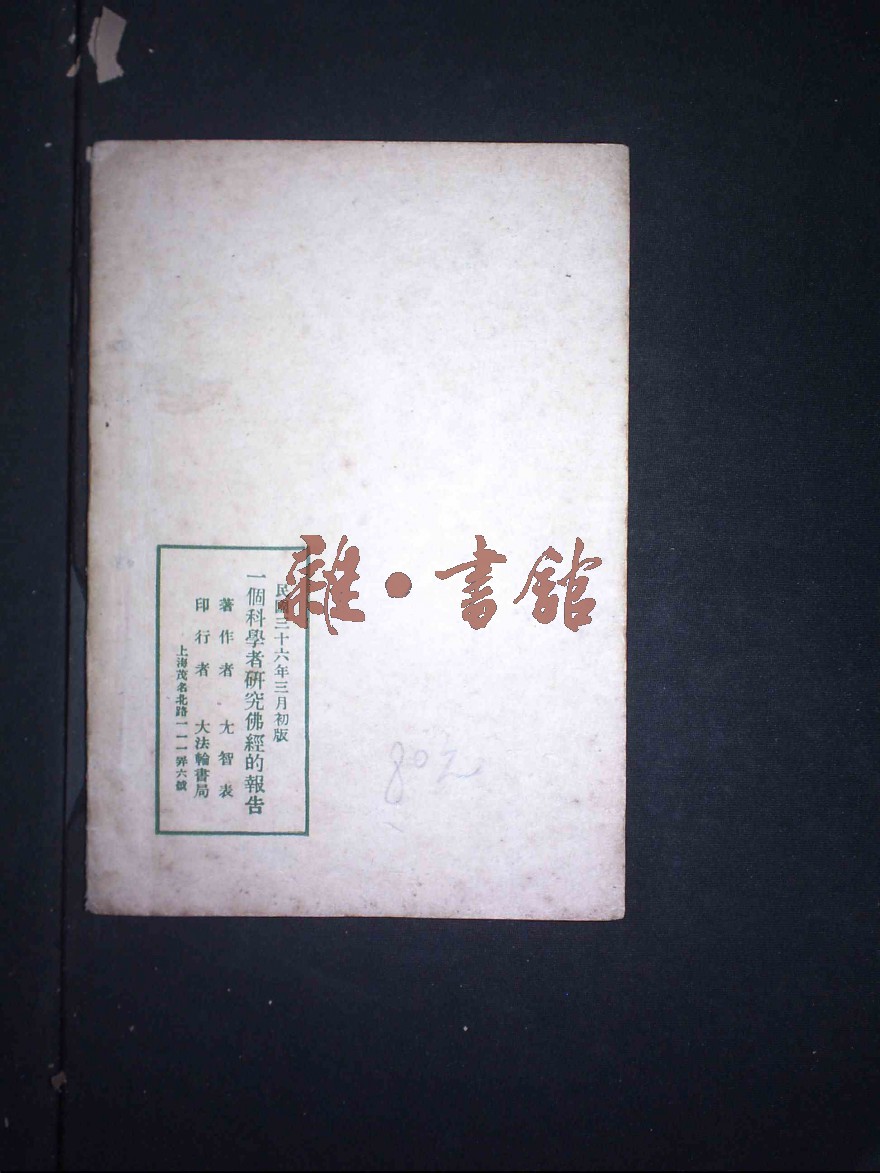 民國三十六年三月初版
一個科學者研究佛經的報告
著作者 尢智表
印行者 大法輪書局
上海茂名北路一一一弄六號
雜·書館
802